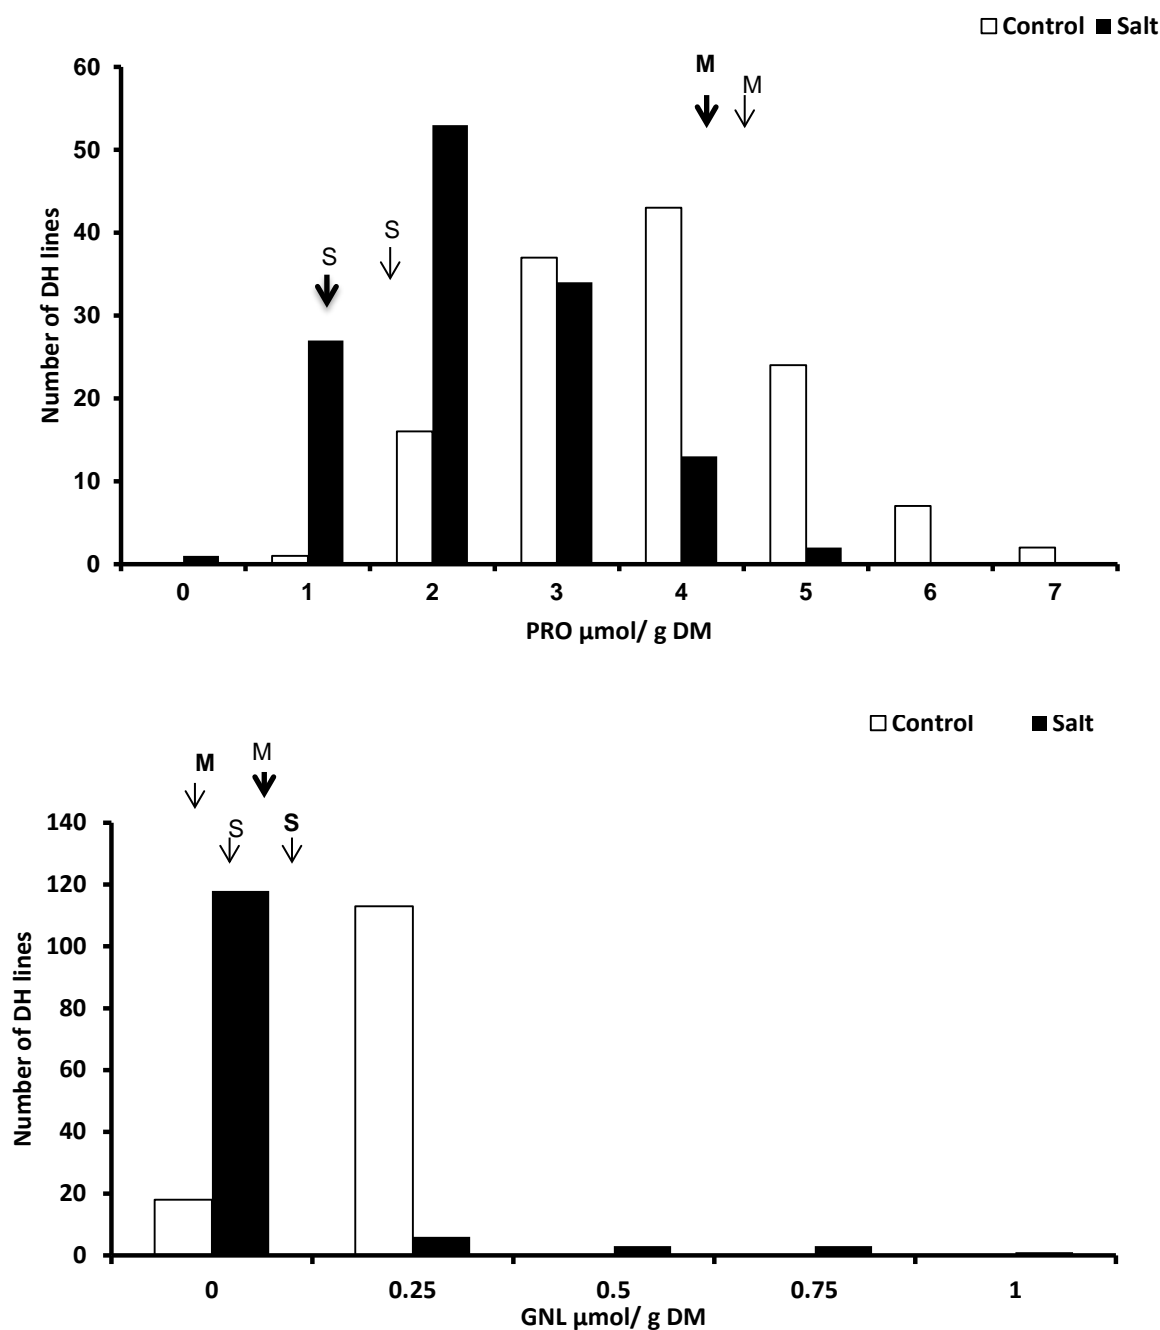 Control Salt
M
M
60
50
40
30
20
10
0
Number of DH lines
S
S
0 1 2 3 4 5 6 7
PRO µmol/ g DM
Control Salt
M
M
S
S
140
120
100
80
60
40
20
0
Number of DH lines
0 0.25 0.5 0.75 1
GNL µmol/ g DM